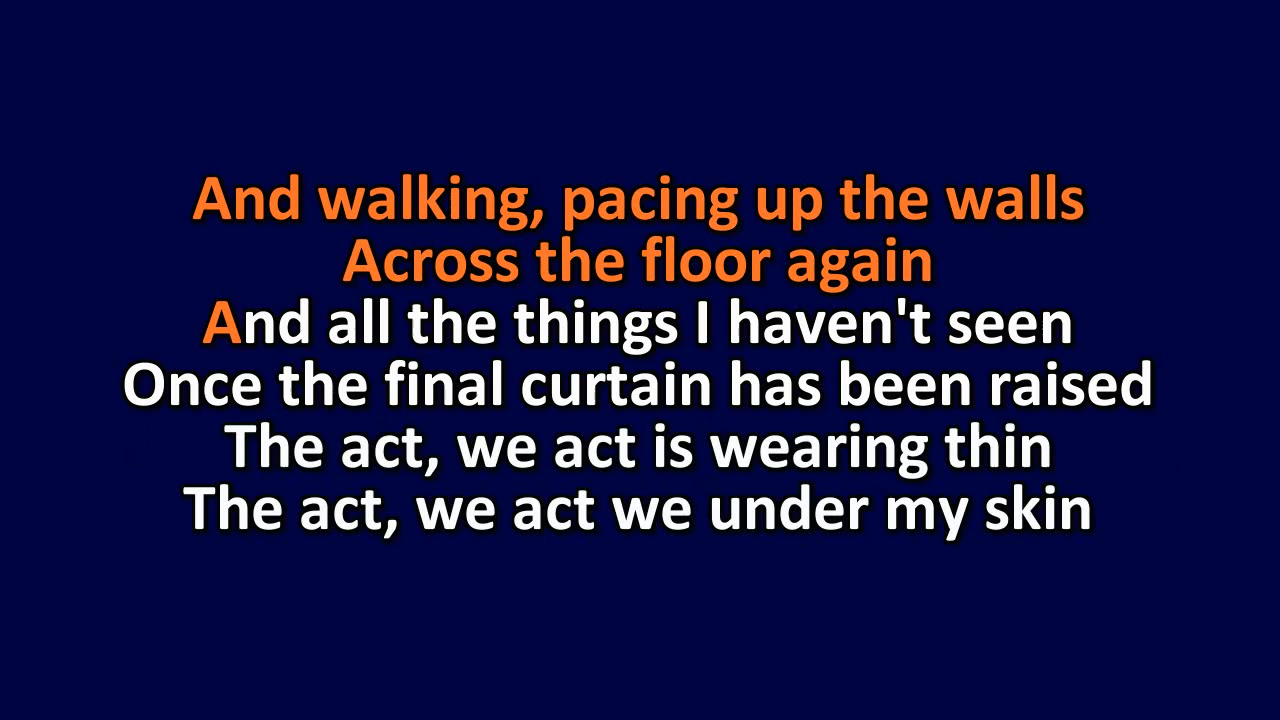 And walking, pacing up the walls
Across the floor again
And all the things I haven't seen
Once the final curtain has been raised
The act, we act is wearing thin
The act, we act we under my skin